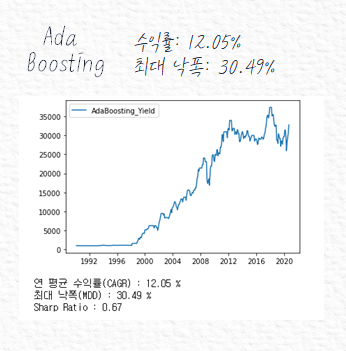 Ada
Boosting
수익률: 12.05%
최대 낙폭: 30.49%
AdaBoosting_Yield
35000
30000
25000
20000
15000
10000
5000
0
1992 1996 2000 2004 2008 2012 2016 2020
연 평균 수익률(CAGR) : 12.05 %
최대 낙폭(MDD) : 30.49 %
Sharp Ratio : 0.67